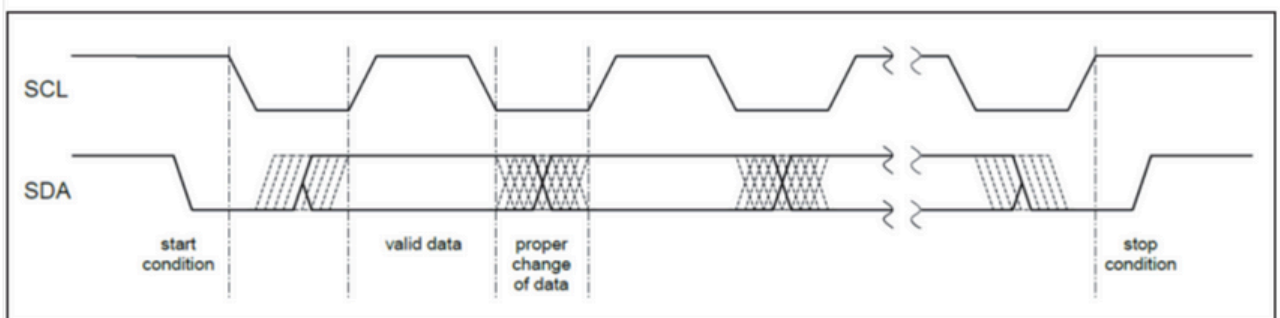 SCL
SDA
start
condition
valid data
proper
change
of data
stop
condition